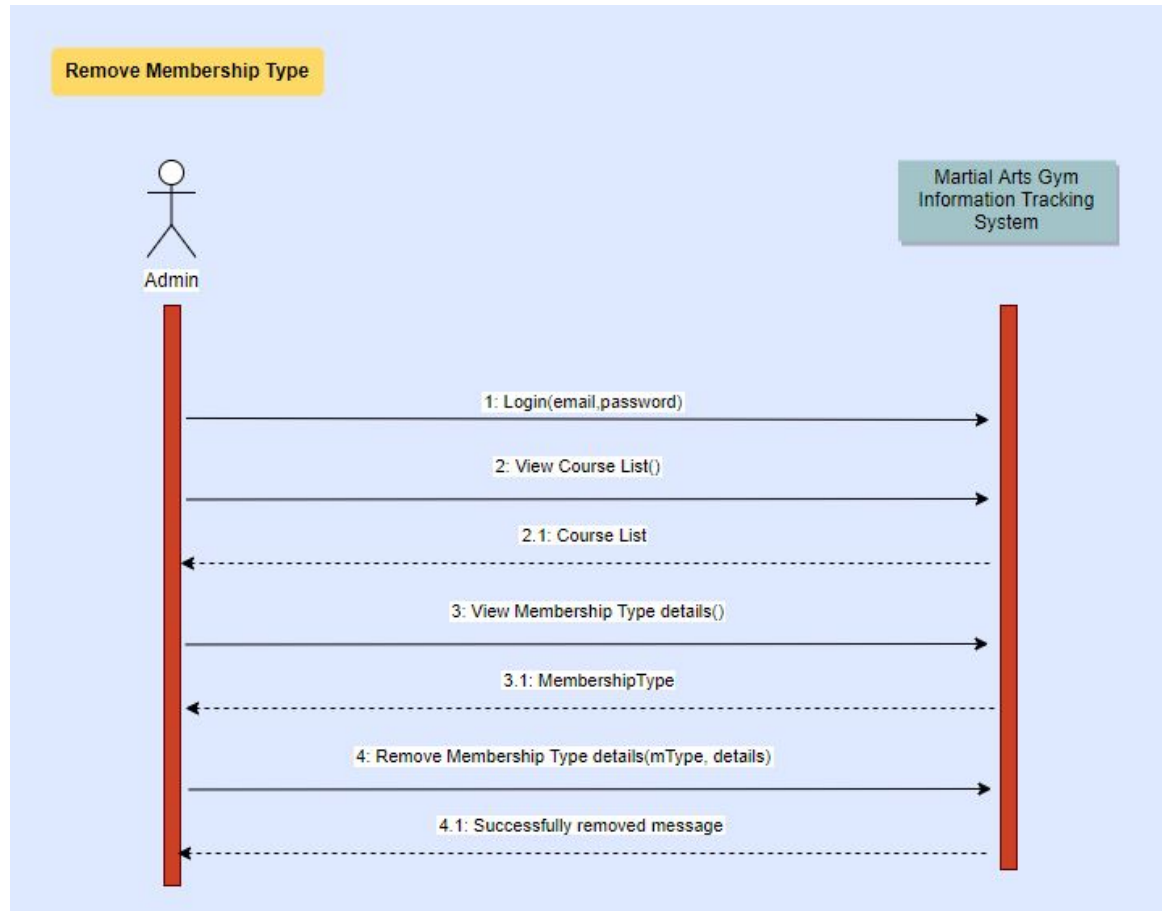 Remove Membership Type
Martial Arts Gym
Information Tracking
System
Admin
1: Login(email,password)
2: View Course List()
2.1: Course List
3: View Membership Type details()
3.1: MembershipType
4: Remove Membership Type details(mType, details)
4.1: Successfully removed message